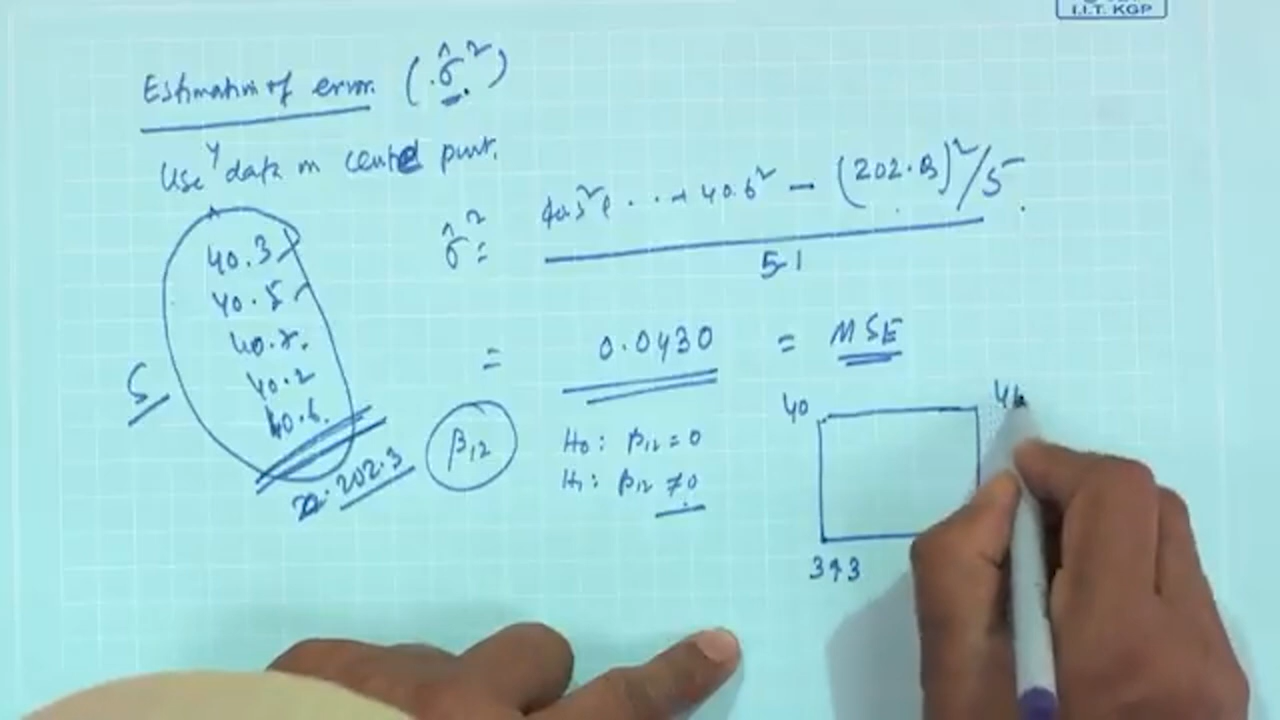 I.I.T. KGP
Estimation of error (σ̂²)
Use y data in centre point.
σ̂² = 40.3² + ... + 40.6² - (202.3)²/5
5-1
40.3
40.5
40.7
40.2
40.6
5
202.3
= 0.0430 = MSE
β₁₂
H₀: β₁₂ = 0
H₁: β₁₂ ≠ 0
40
393